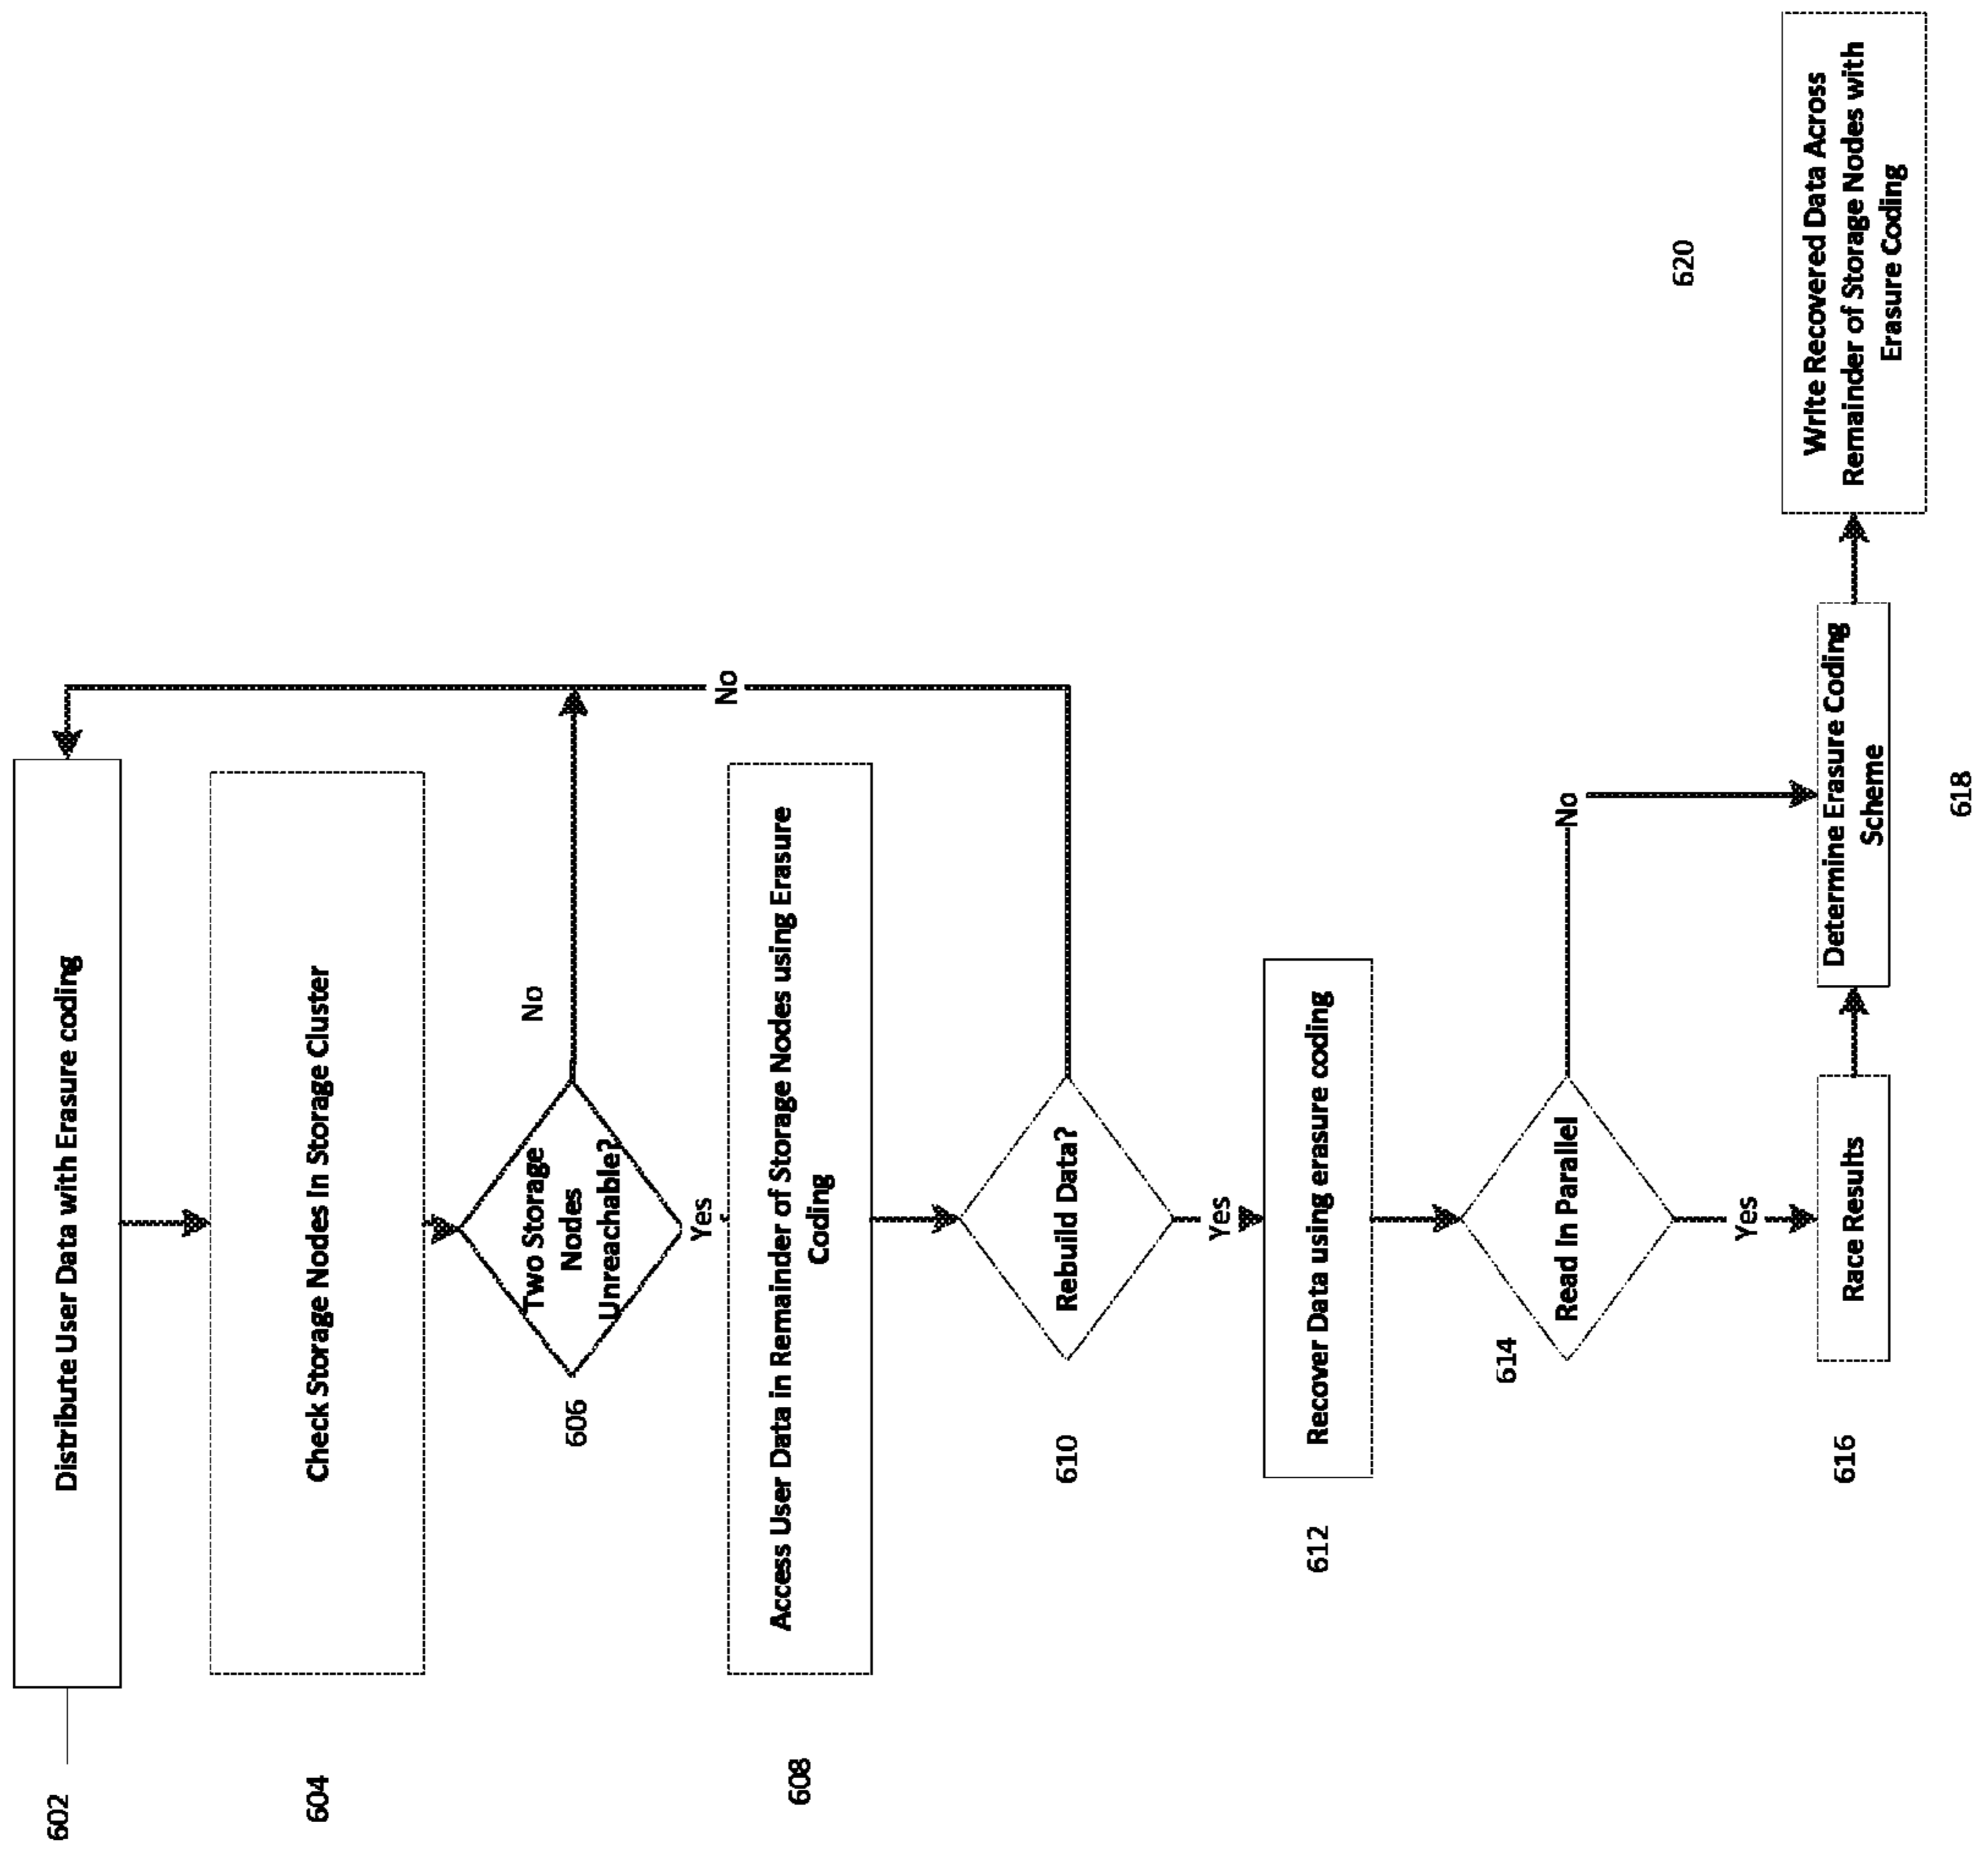 602
Distribute User Data with Erasure coding
604
Check Storage Nodes In Storage Cluster
606
Two Storage
Nodes
Unreachable?
No
Yes
608
Access User Data in Remainder of Storage Nodes using Erasure
Coding
No
610
Rebuild Data?
Yes
612
Recover Data using erasure coding
614
Read In Parallel
No
Yes
616
Race Results
Determine Erasure Coding
Scheme
618
620
Write Recovered Data Across
Remainder of Storage Nodes with
Erasure Coding